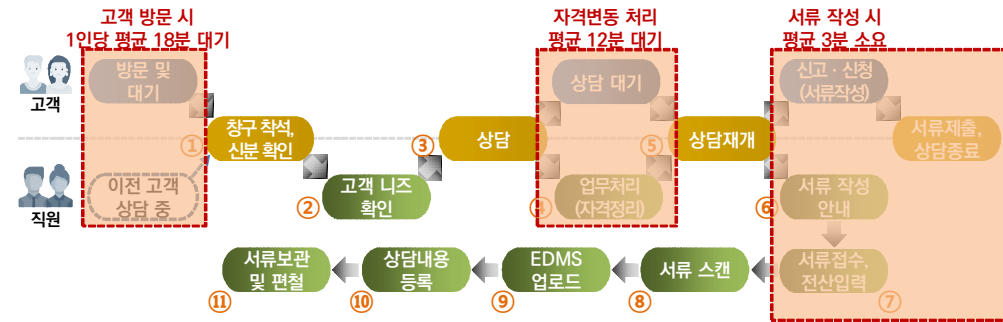 고객 방문 시
1인당 평균 18분 대기
자격변동 처리
평균 12분 대기
서류 작성 시
평균 3분 소요
고객
방문 및
대기
상담 대기
신고 · 신청
(서류작성)
①
창구 착석,
신분 확인
③
상담
⑤
상담재개
서류제출,
상담종료
직원
이전 고객
상담 중
②
고객 니즈
확인
④
업무처리
(자격정리)
⑥
서류 작성
안내
⑪
서류보관
및 편철
⑩
상담내용
등록
⑨
EDMS
업로드
⑧
서류 스캔
서류접수,
전산입력
⑦